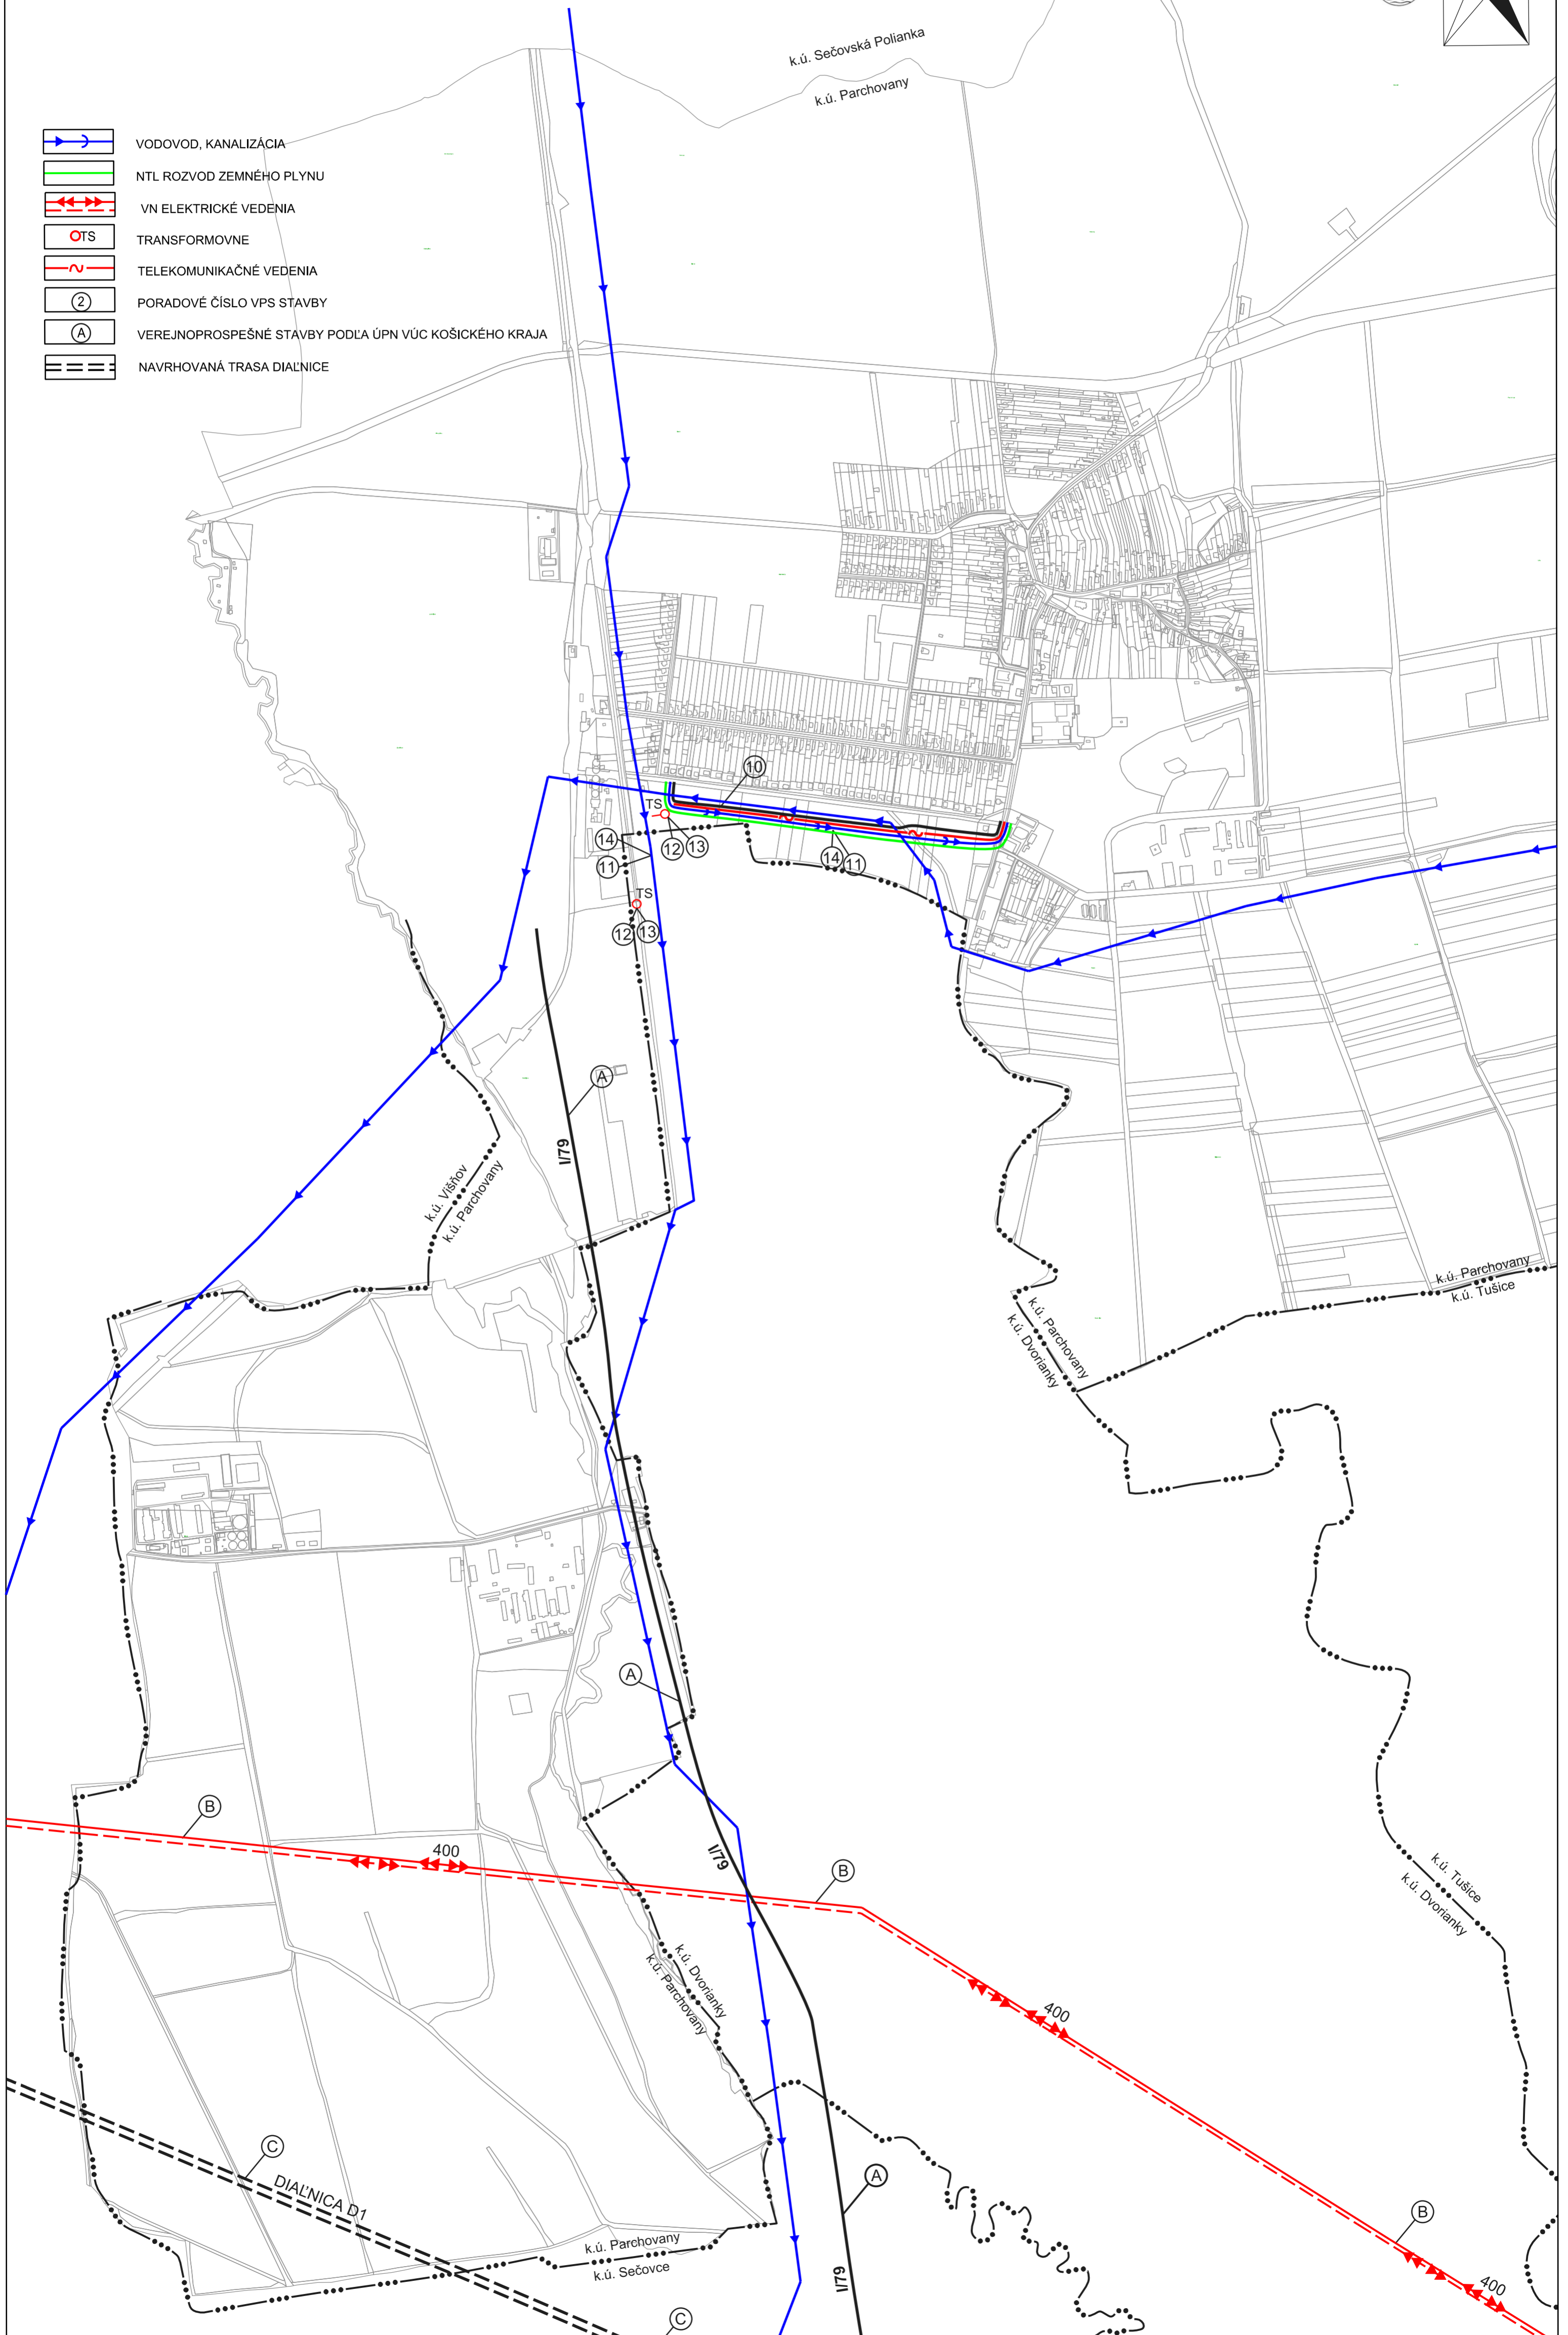 k.ú. Sečovská Polianka
k.ú. Parchovany
VODOVOD, KANALIZÁCIA
NTL ROZVOD ZEMNÉHO PLYNU
VN ELEKTRICKÉ VEDENIA
TS TRANSFORMOVNE
TELEKOMUNIKAČNÉ VEDENIA
2 PORADOVÉ ČÍSLO VPS STAVBY
A VEREJNOPROSPEŠNÉ STAVBY PODĽA ÚPN VÚC KOŠICKÉHO KRAJA
NAVRHOVANÁ TRASA DIAĽNICE
10
TS
14
12
13
14
11
11
TS
12
13
A
I/79
k.ú. Višňov
k.ú. Parchovany
k.ú. Parchovany
k.ú. Tušice
k.ú. Parchovany
k.ú. Dvorianky
A
B
400
I/79
B
k.ú. Tušice
k.ú. Dvorianky
k.ú. Dvorianky
k.ú. Parchovany
400
C
DIAĽNICA D1
A
B
k.ú. Parchovany
k.ú. Sečovce
I/79
400
C